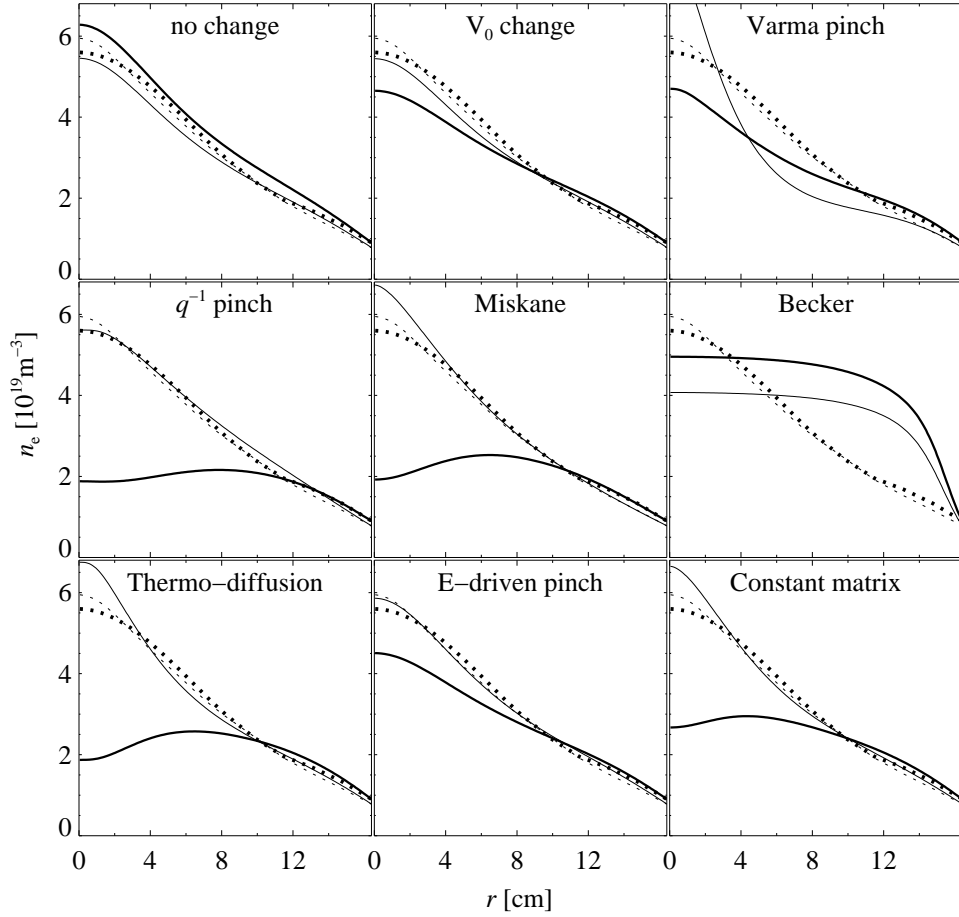 no change
V₀ change
Varma pinch
6
4
2
0
q⁻¹ pinch
Miskane
Becker
6
4
2
0
nₑ [10¹⁹m⁻³]
Thermo−diffusion
E−driven pinch
Constant matrix
6
4
2
0
0 4 8 12
0 4 8 12
0 4 8 12
r [cm]